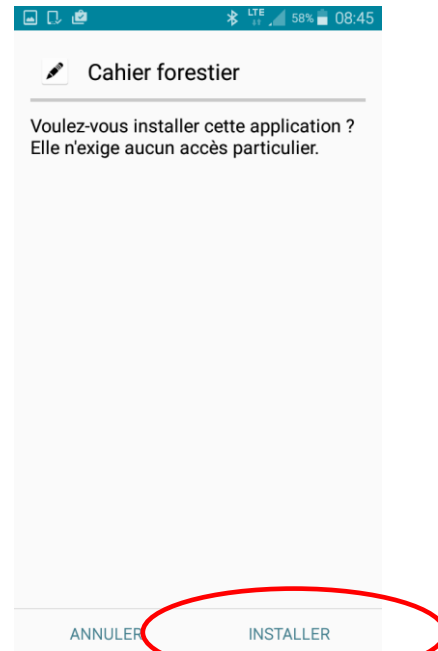 LTE 58% 08:45
Cahier forestier
Voulez-vous installer cette application ?
Elle n'exige aucun accès particulier.
ANNULER INSTALLER